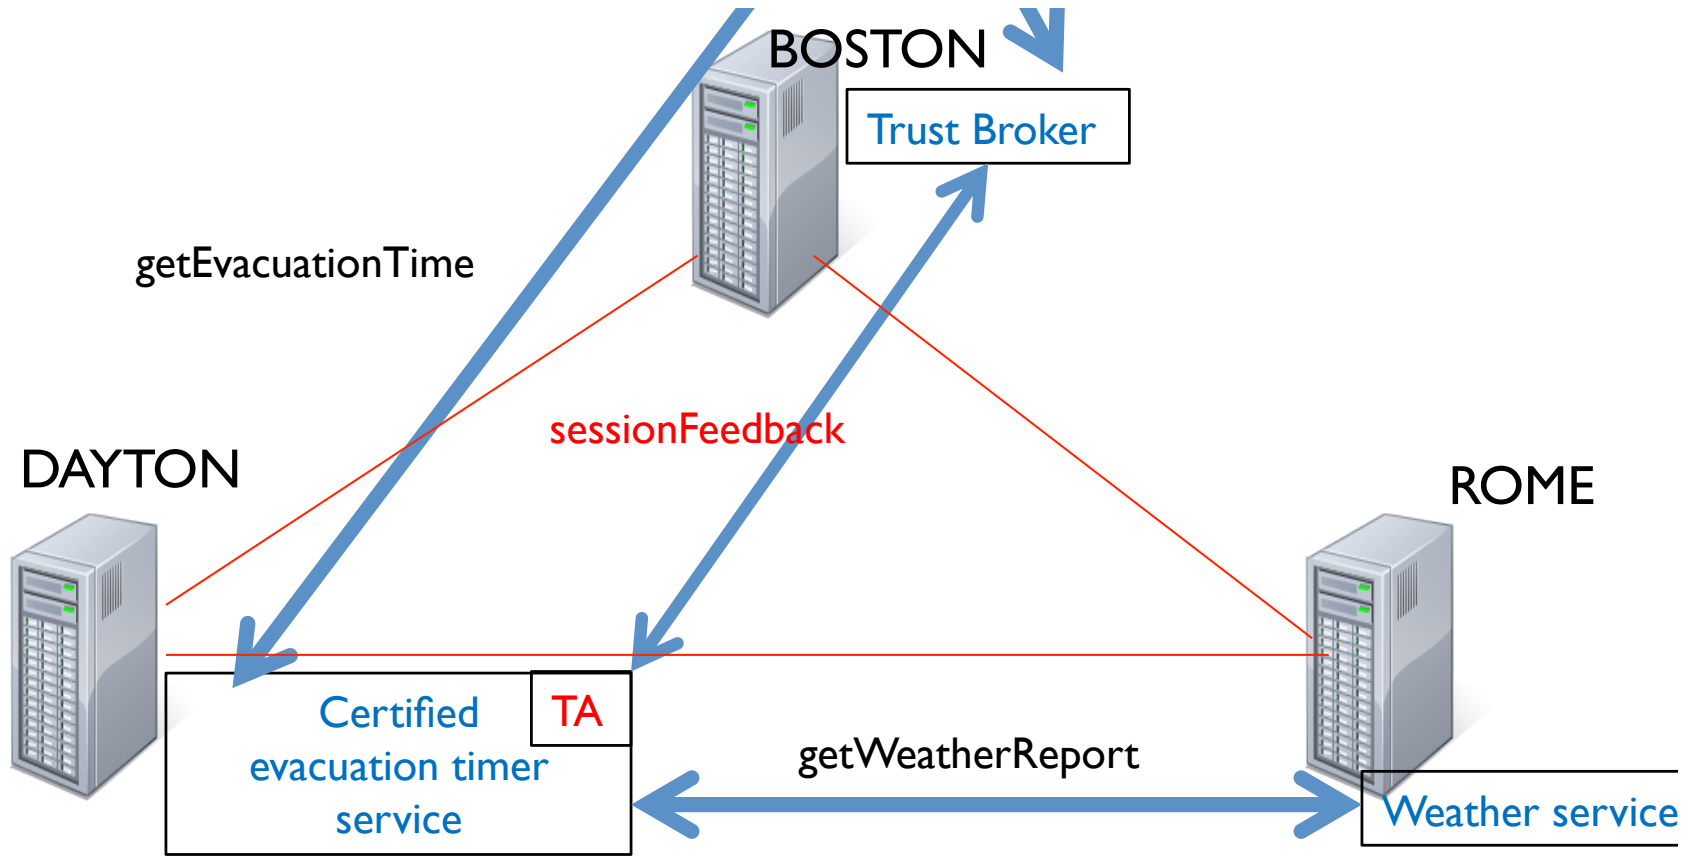 BOSTON
Trust Broker
getEvacuationTime
sessionFeedback
DAYTON
ROME
Certified
evacuation timer
service
TA
getWeatherReport
Weather service